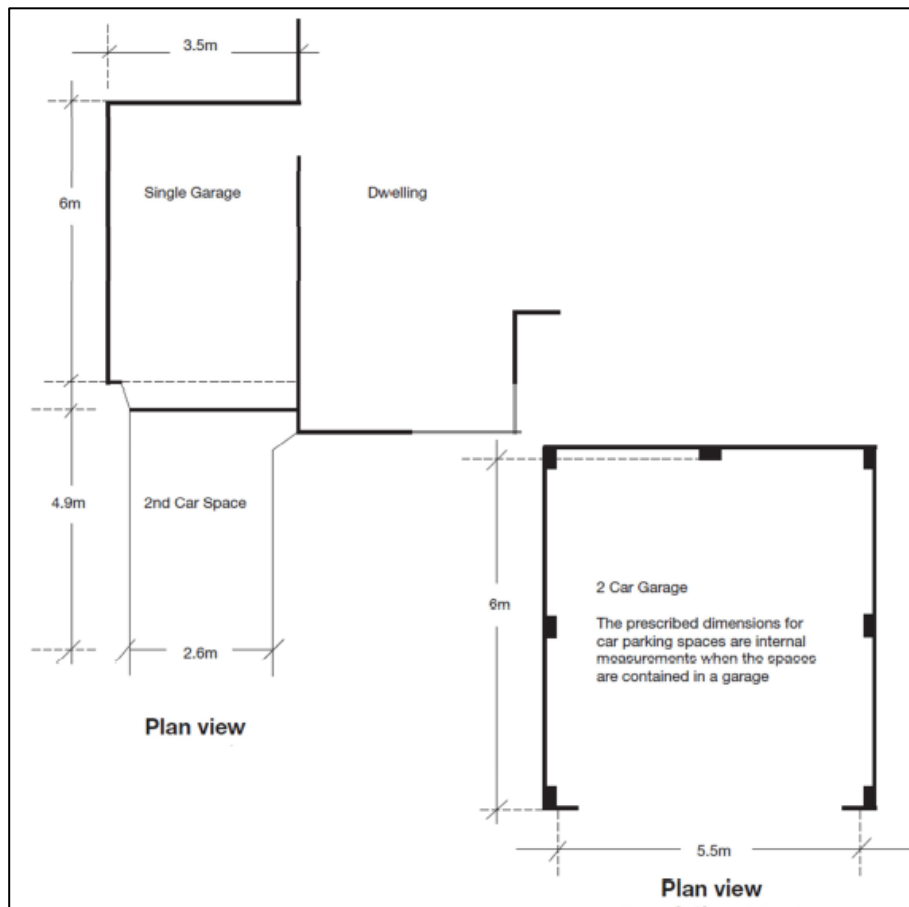 3.5m
Single Garage
Dwelling
6m
4.9m
2nd Car Space
2.6m
Plan view
6m
2 Car Garage
The prescribed dimensions for
car parking spaces are internal
measurements when the spaces
are contained in a garage
5.5m
Plan view